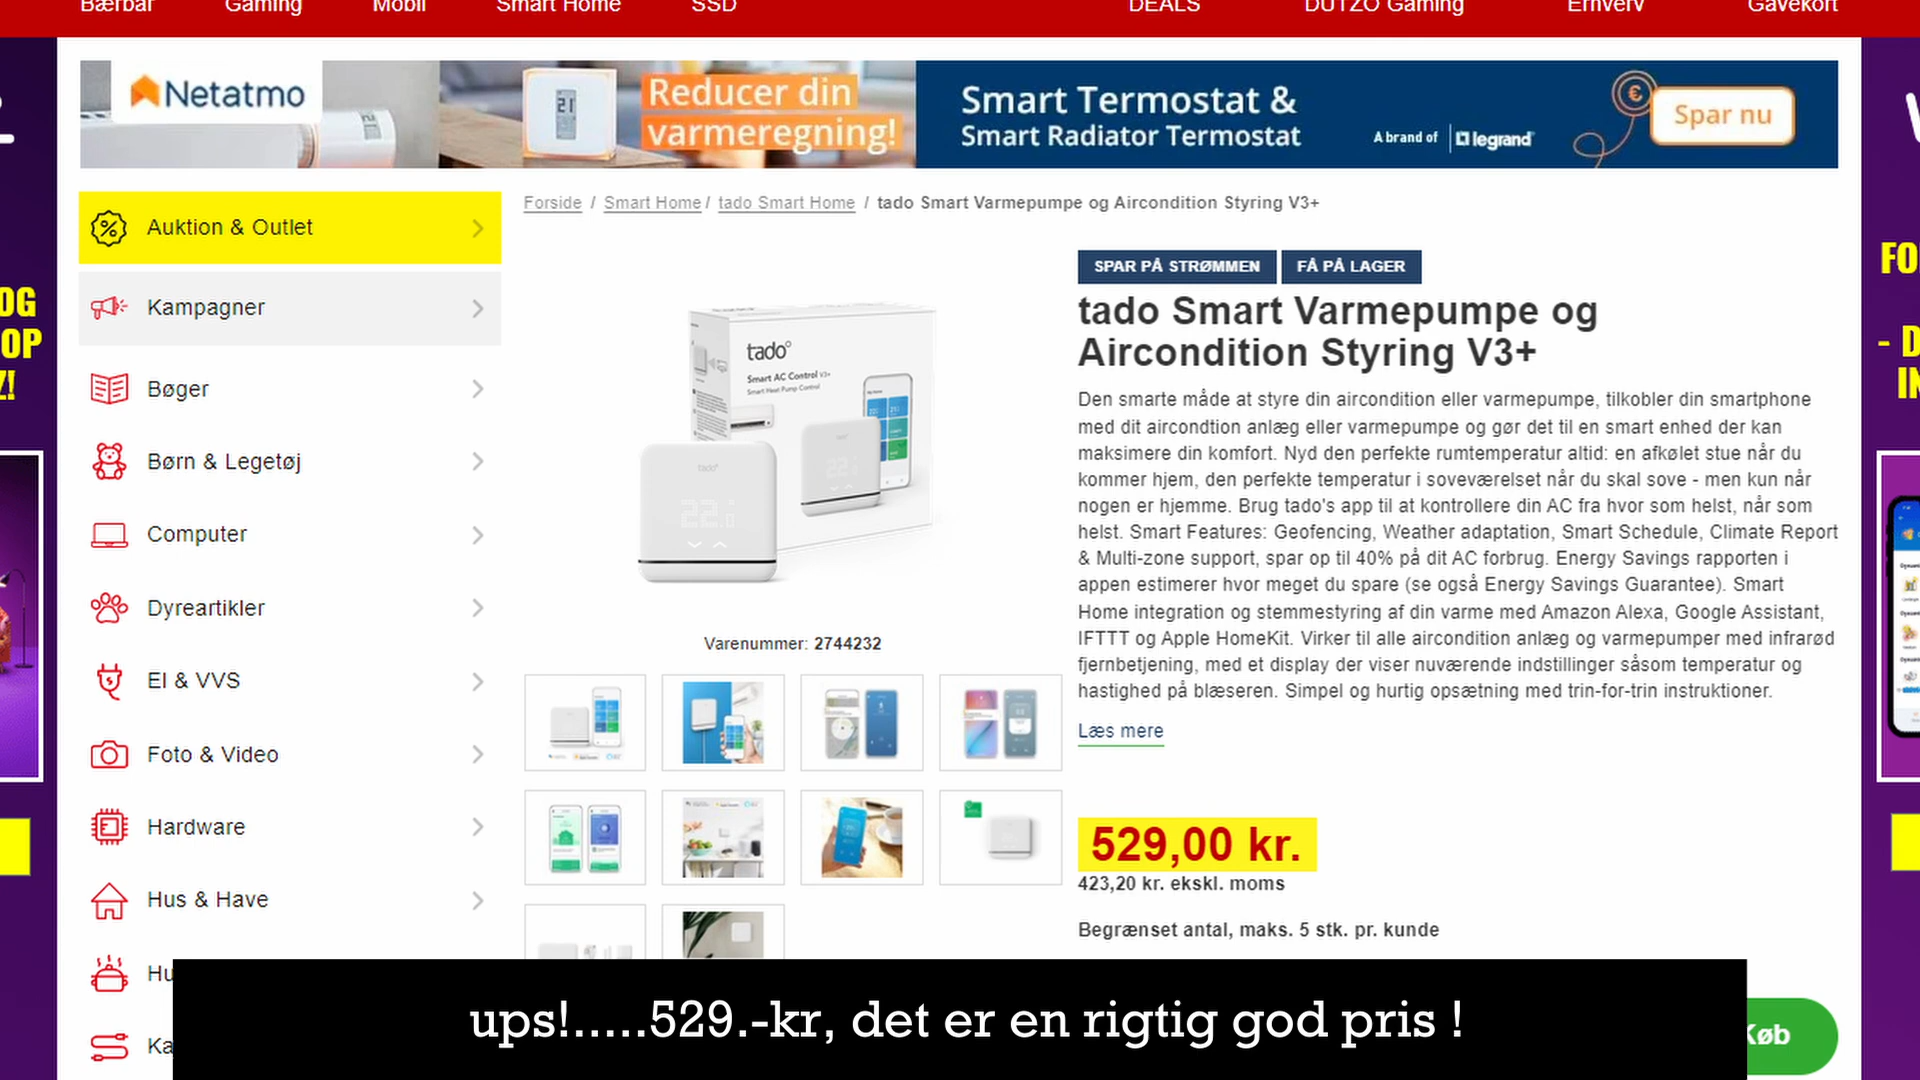 Bærbar Gaming Mobil Smart Home SSD DEALS DUTZO Gaming Erhverv Gavekort
Netatmo
Reducer din
varmeregning!
Smart Termostat &
Smart Radiator Termostat
A brand of legrand
Spar nu
Auktion & Outlet
Kampagner
Bøger
Børn & Legetøj
Computer
Dyreartikler
El & VVS
Foto & Video
Hardware
Hus & Have
Hu
Ka
Forside / Smart Home / tado Smart Home / tado Smart Varmepumpe og Aircondition Styring V3+
tado°
Smart AC Control V3+
Smart Heat Pump Control
Varenummer: 2744232
SPAR PÅ STRØMMEN FÅ PÅ LAGER
tado Smart Varmepumpe og
Aircondition Styring V3+
Den smarte måde at styre din aircondition eller varmepumpe, tilkobler din smartphone
med dit aircondtion anlæg eller varmepumpe og gør det til en smart enhed der kan
maksimere din komfort. Nyd den perfekte rumtemperatur altid: en afkølet stue når du
kommer hjem, den perfekte temperatur i soveværelset når du skal sove - men kun når
nogen er hjemme. Brug tado's app til at kontrollere din AC fra hvor som helst, når som
helst. Smart Features: Geofencing, Weather adaptation, Smart Schedule, Climate Report
& Multi-zone support, spar op til 40% på dit AC forbrug. Energy Savings rapporten i
appen estimerer hvor meget du spare (se også Energy Savings Guarantee). Smart
Home integration og stemmestyring af din varme med Amazon Alexa, Google Assistant,
IFTTT og Apple HomeKit. Virker til alle aircondition anlæg og varmepumper med infrarød
fjernbetjening, med et display der viser nuværende indstillinger såsom temperatur og
hastighed på blæseren. Simpel og hurtig opsætning med trin-for-trin instruktioner.
Læs mere
529,00 kr.
423,20 kr. ekskl. moms
Begrænset antal, maks. 5 stk. pr. kunde
Køb
ups!.....529.-kr, det er en rigtig god pris !